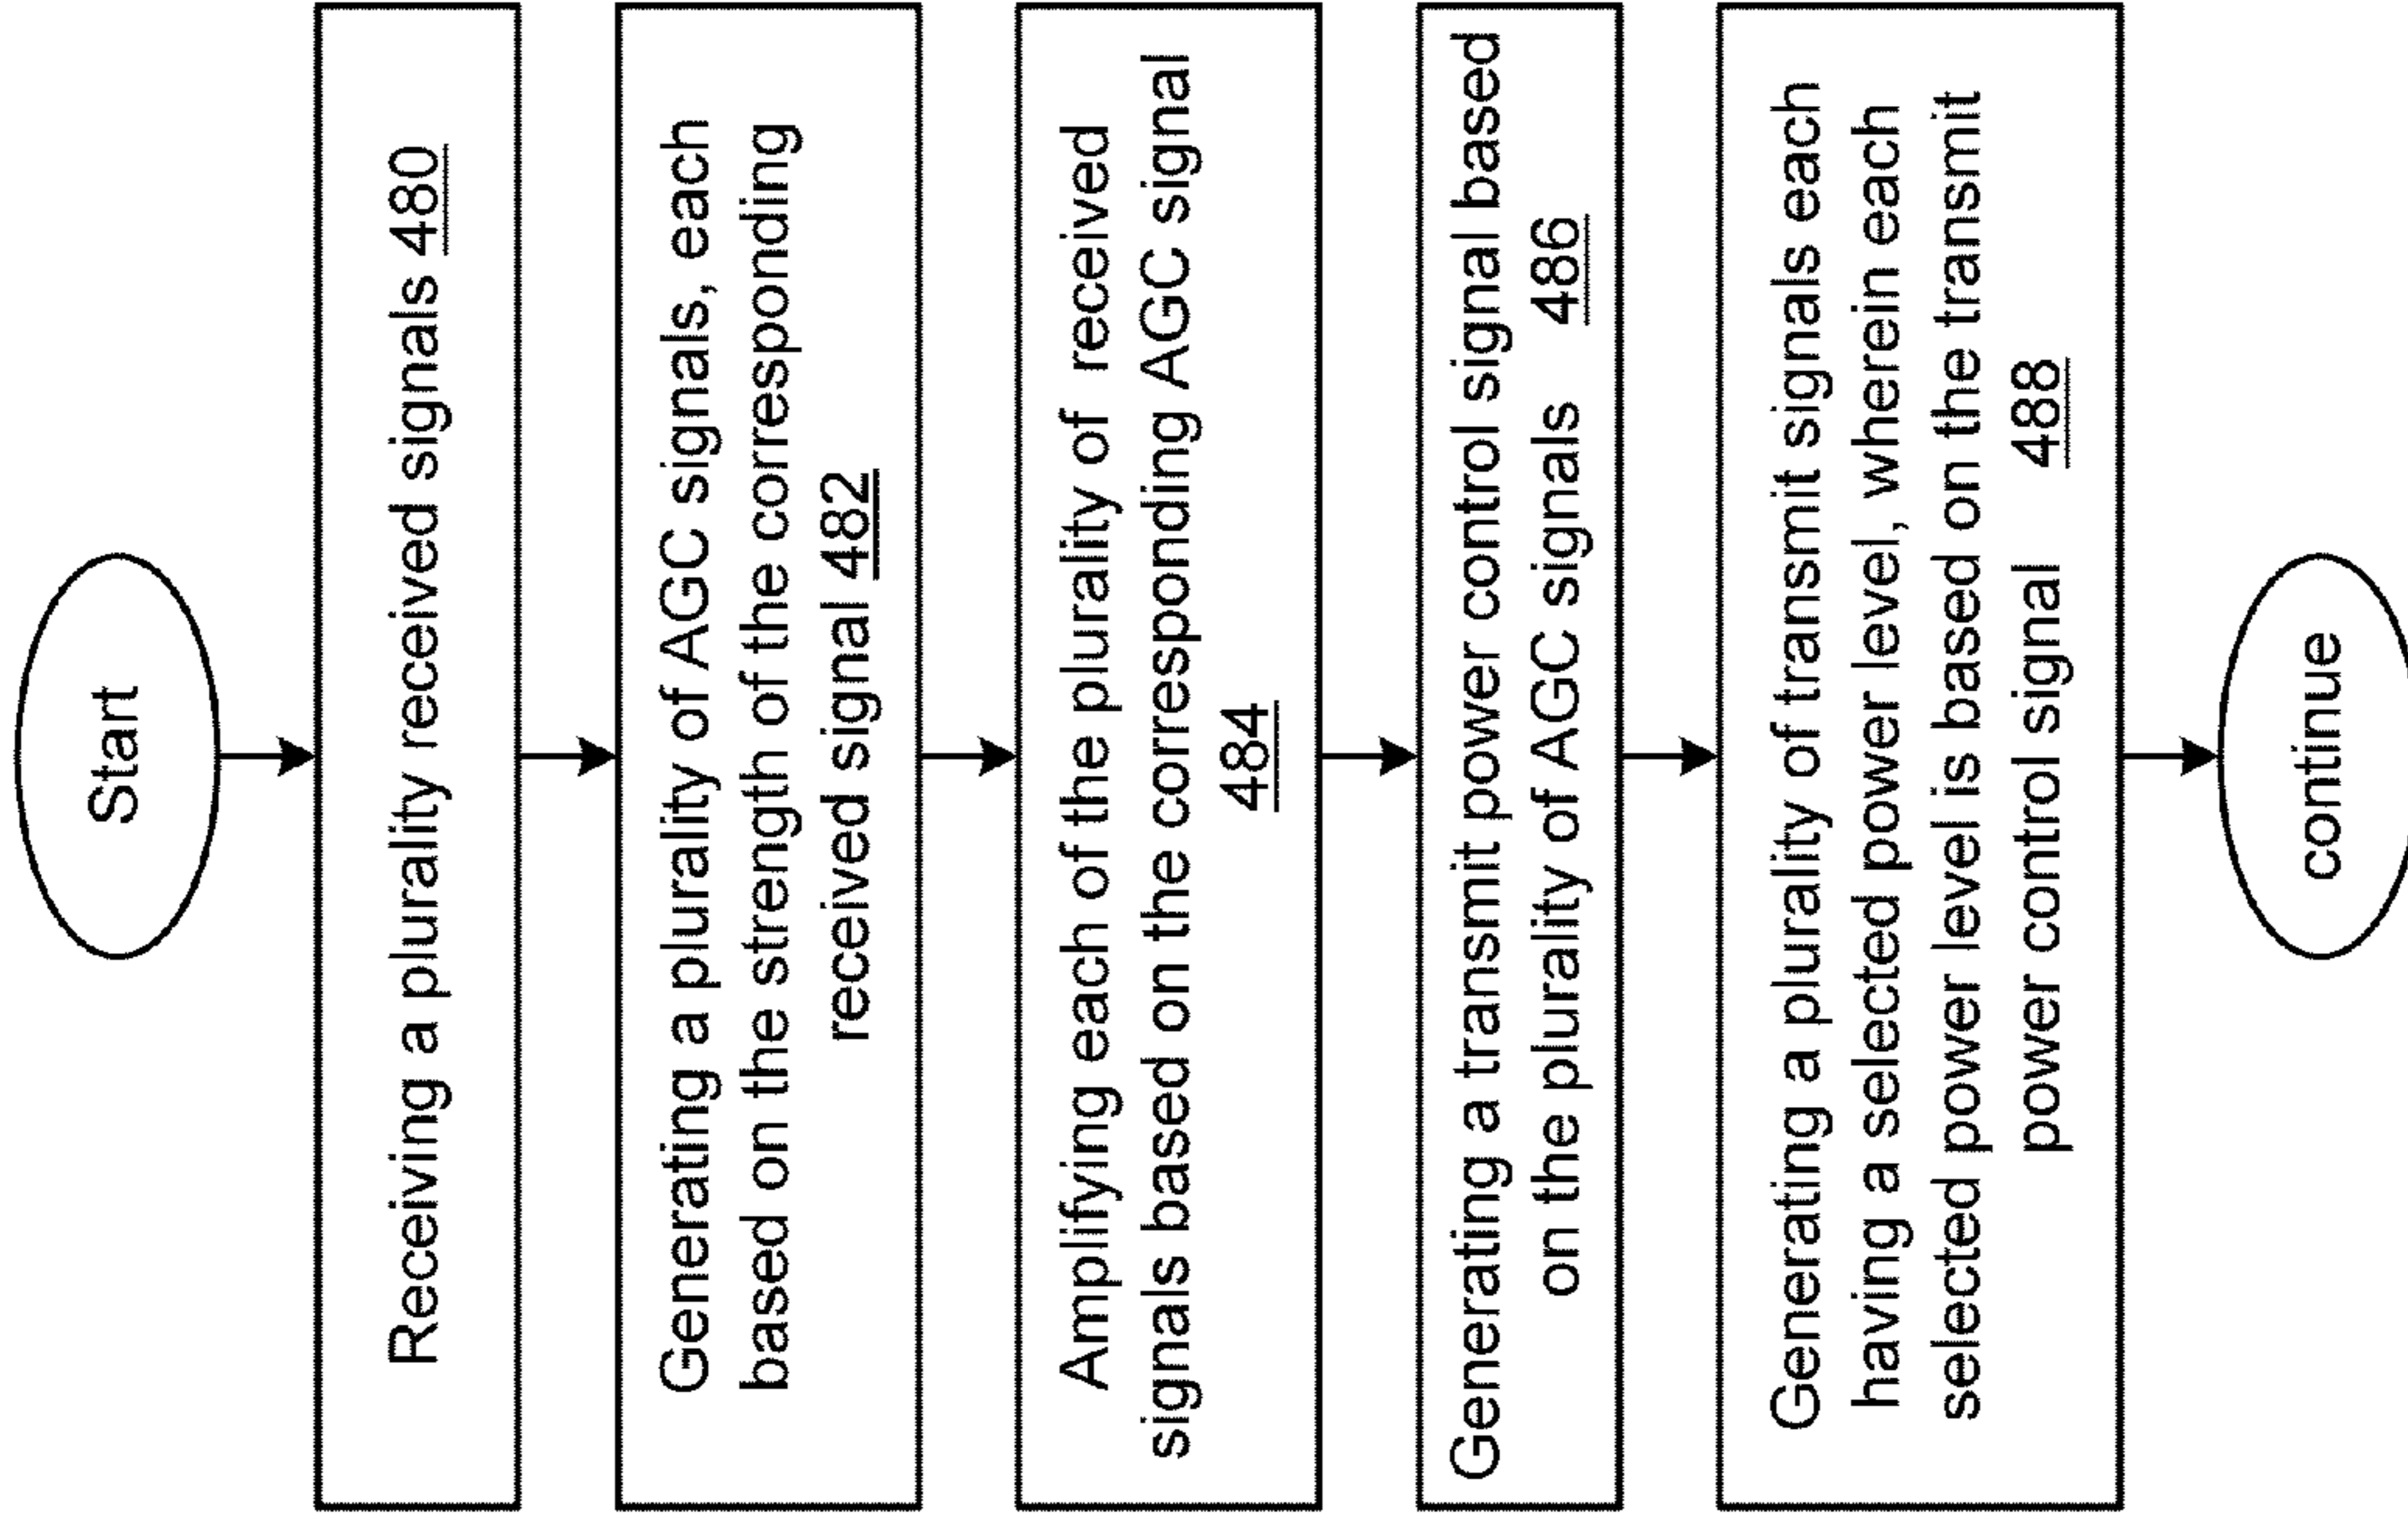 Start
Receiving a plurality received signals 480
Generating a plurality of AGC signals, each
based on the strength of the corresponding
received signal 482
Amplifying each of the plurality of received
signals based on the corresponding AGC signal
484
Generating a transmit power control signal based
on the plurality of AGC signals 486
Generating a plurality of transmit signals each
having a selected power level, wherein each
selected power level is based on the transmit
power control signal 488
continue